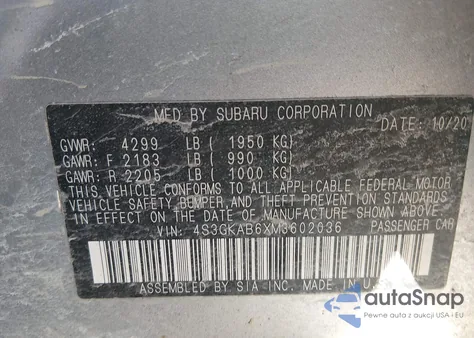 MFD BY SUBARU CORPORATION
DATE: 10/20
GVWR: 4299 LB ( 1950 KG)
GAWR: F 2183 LB ( 990 KG)
GAWR: R 2205 LB ( 1000 KG)
THIS VEHICLE CONFORMS TO ALL APPLICABLE FEDERAL MOTOR
VEHICLE SAFETY, BUMPER, AND THEFT PREVENTION STANDARDS
IN EFFECT ON THE DATE OF MANUFACTURE SHOWN ABOVE.
VIN: 4S3GKAB6XM3602036 PASSENGER CAR
ASSEMBLED BY SIA INC. MADE IN U.S.
autoSnap
Pewne auta z USA i EU